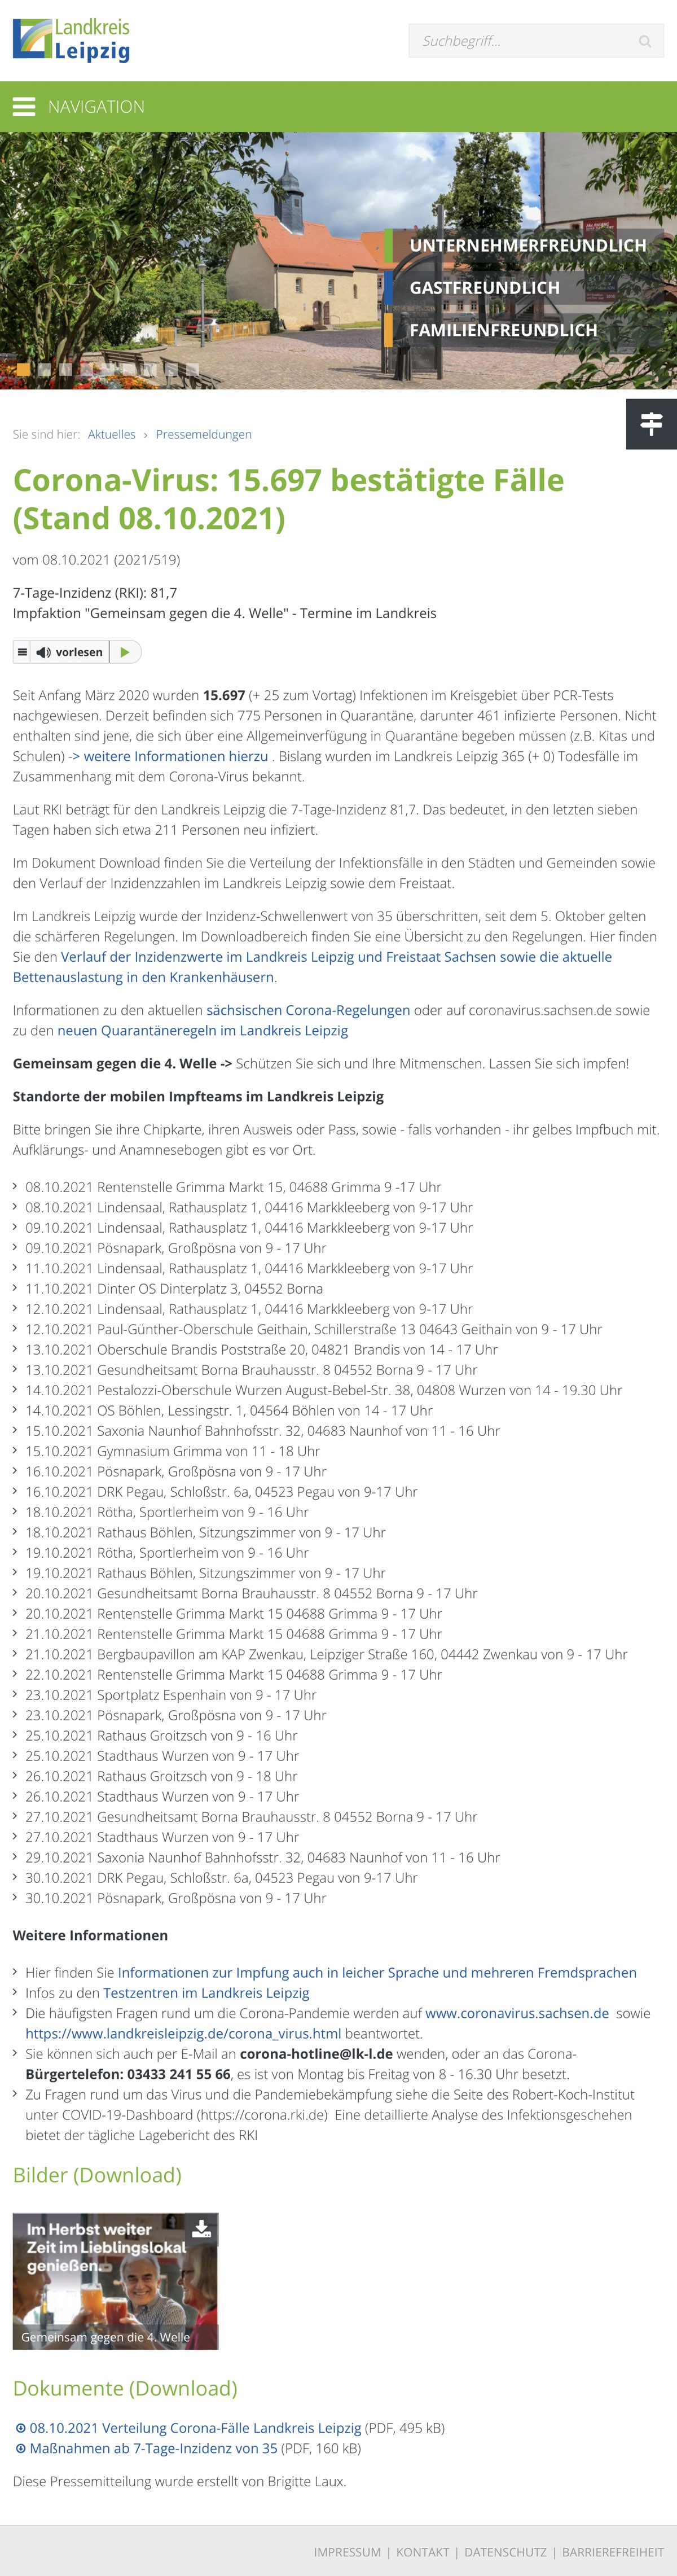 Landkreis
Leipzig
Suchbegriff...
NAVIGATION
UNTERNEHMERFREUNDLICH
GASTFREUNDLICH
FAMILIENFREUNDLICH
Sie sind hier: Aktuelles › Pressemeldungen
Corona-Virus: 15.697 bestätigte Fälle
(Stand 08.10.2021)
vom 08.10.2021 (2021/519)
7-Tage-Inzidenz (RKI): 81,7
Impfaktion "Gemeinsam gegen die 4. Welle" - Termine im Landkreis
vorlesen
Seit Anfang März 2020 wurden 15.697 (+ 25 zum Vortag) Infektionen im Kreisgebiet über PCR-Tests
nachgewiesen. Derzeit befinden sich 775 Personen in Quarantäne, darunter 461 infizierte Personen. Nicht
enthalten sind jene, die sich über eine Allgemeinverfügung in Quarantäne begeben müssen (z.B. Kitas und
Schulen) -> weitere Informationen hierzu . Bislang wurden im Landkreis Leipzig 365 (+ 0) Todesfälle im
Zusammenhang mit dem Corona-Virus bekannt.
Laut RKI beträgt für den Landkreis Leipzig die 7-Tage-Inzidenz 81,7. Das bedeutet, in den letzten sieben
Tagen haben sich etwa 211 Personen neu infiziert.
Im Dokument Download finden Sie die Verteilung der Infektionsfälle in den Städten und Gemeinden sowie
den Verlauf der Inzidenzzahlen im Landkreis Leipzig sowie dem Freistaat.
Im Landkreis Leipzig wurde der Inzidenz-Schwellenwert von 35 überschritten, seit dem 5. Oktober gelten
die schärferen Regelungen. Im Downloadbereich finden Sie eine Übersicht zu den Regelungen. Hier finden
Sie den Verlauf der Inzidenzwerte im Landkreis Leipzig und Freistaat Sachsen sowie die aktuelle
Bettenauslastung in den Krankenhäusern.
Informationen zu den aktuellen sächsischen Corona-Regelungen oder auf coronavirus.sachsen.de sowie
zu den neuen Quarantäneregeln im Landkreis Leipzig
Gemeinsam gegen die 4. Welle -> Schützen Sie sich und Ihre Mitmenschen. Lassen Sie sich impfen!
Standorte der mobilen Impfteams im Landkreis Leipzig
Bitte bringen Sie ihre Chipkarte, ihren Ausweis oder Pass, sowie - falls vorhanden - ihr gelbes Impfbuch mit.
Aufklärungs- und Anamnesebogen gibt es vor Ort.
08.10.2021 Rentenstelle Grimma Markt 15, 04688 Grimma 9 -17 Uhr
08.10.2021 Lindensaal, Rathausplatz 1, 04416 Markkleeberg von 9-17 Uhr
09.10.2021 Lindensaal, Rathausplatz 1, 04416 Markkleeberg von 9-17 Uhr
09.10.2021 Pösnapark, Großpösna von 9 - 17 Uhr
11.10.2021 Lindensaal, Rathausplatz 1, 04416 Markkleeberg von 9-17 Uhr
11.10.2021 Dinter OS Dinterplatz 3, 04552 Borna
12.10.2021 Lindensaal, Rathausplatz 1, 04416 Markkleeberg von 9-17 Uhr
12.10.2021 Paul-Günther-Oberschule Geithain, Schillerstraße 13 04643 Geithain von 9 - 17 Uhr
13.10.2021 Oberschule Brandis Poststraße 20, 04821 Brandis von 14 - 17 Uhr
13.10.2021 Gesundheitsamt Borna Brauhausstr. 8 04552 Borna 9 - 17 Uhr
14.10.2021 Pestalozzi-Oberschule Wurzen August-Bebel-Str. 38, 04808 Wurzen von 14 - 19.30 Uhr
14.10.2021 OS Böhlen, Lessingstr. 1, 04564 Böhlen von 14 - 17 Uhr
15.10.2021 Saxonia Naunhof Bahnhofsstr. 32, 04683 Naunhof von 11 - 16 Uhr
15.10.2021 Gymnasium Grimma von 11 - 18 Uhr
16.10.2021 Pösnapark, Großpösna von 9 - 17 Uhr
16.10.2021 DRK Pegau, Schloßstr. 6a, 04523 Pegau von 9-17 Uhr
18.10.2021 Rötha, Sportlerheim von 9 - 16 Uhr
18.10.2021 Rathaus Böhlen, Sitzungszimmer von 9 - 17 Uhr
19.10.2021 Rötha, Sportlerheim von 9 - 16 Uhr
19.10.2021 Rathaus Böhlen, Sitzungszimmer von 9 - 17 Uhr
20.10.2021 Gesundheitsamt Borna Brauhausstr. 8 04552 Borna 9 - 17 Uhr
20.10.2021 Rentenstelle Grimma Markt 15 04688 Grimma 9 - 17 Uhr
21.10.2021 Rentenstelle Grimma Markt 15 04688 Grimma 9 - 17 Uhr
21.10.2021 Bergbaupavillon am KAP Zwenkau, Leipziger Straße 160, 04442 Zwenkau von 9 - 17 Uhr
22.10.2021 Rentenstelle Grimma Markt 15 04688 Grimma 9 - 17 Uhr
23.10.2021 Sportplatz Espenhain von 9 - 17 Uhr
23.10.2021 Pösnapark, Großpösna von 9 - 17 Uhr
25.10.2021 Rathaus Groitzsch von 9 - 16 Uhr
25.10.2021 Stadthaus Wurzen von 9 - 17 Uhr
26.10.2021 Rathaus Groitzsch von 9 - 18 Uhr
26.10.2021 Stadthaus Wurzen von 9 - 17 Uhr
27.10.2021 Gesundheitsamt Borna Brauhausstr. 8 04552 Borna 9 - 17 Uhr
27.10.2021 Stadthaus Wurzen von 9 - 17 Uhr
29.10.2021 Saxonia Naunhof Bahnhofsstr. 32, 04683 Naunhof von 11 - 16 Uhr
30.10.2021 DRK Pegau, Schloßstr. 6a, 04523 Pegau von 9-17 Uhr
30.10.2021 Pösnapark, Großpösna von 9 - 17 Uhr
Weitere Informationen
Hier finden Sie Informationen zur Impfung auch in leicher Sprache und mehreren Fremdsprachen
Infos zu den Testzentren im Landkreis Leipzig
Die häufigsten Fragen rund um die Corona-Pandemie werden auf www.coronavirus.sachsen.de sowie
https://www.landkreisleipzig.de/corona_virus.html beantwortet.
Sie können sich auch per E-Mail an corona-hotline@lk-l.de wenden, oder an das Corona-
Bürgertelefon: 03433 241 55 66, es ist von Montag bis Freitag von 8 - 16.30 Uhr besetzt.
Zu Fragen rund um das Virus und die Pandemiebekämpfung siehe die Seite des Robert-Koch-Institut
unter COVID-19-Dashboard (https://corona.rki.de) Eine detaillierte Analyse des Infektionsgeschehen
bietet der tägliche Lagebericht des RKI
Bilder (Download)
Im Herbst weiter
Zeit im Lieblingslokal
genießen.
Gemeinsam gegen die 4. Welle
Dokumente (Download)
08.10.2021 Verteilung Corona-Fälle Landkreis Leipzig (PDF, 495 kB)
Maßnahmen ab 7-Tage-Inzidenz von 35 (PDF, 160 kB)
Diese Pressemitteilung wurde erstellt von Brigitte Laux.
IMPRESSUM | KONTAKT | DATENSCHUTZ | BARRIEREFREIHEIT